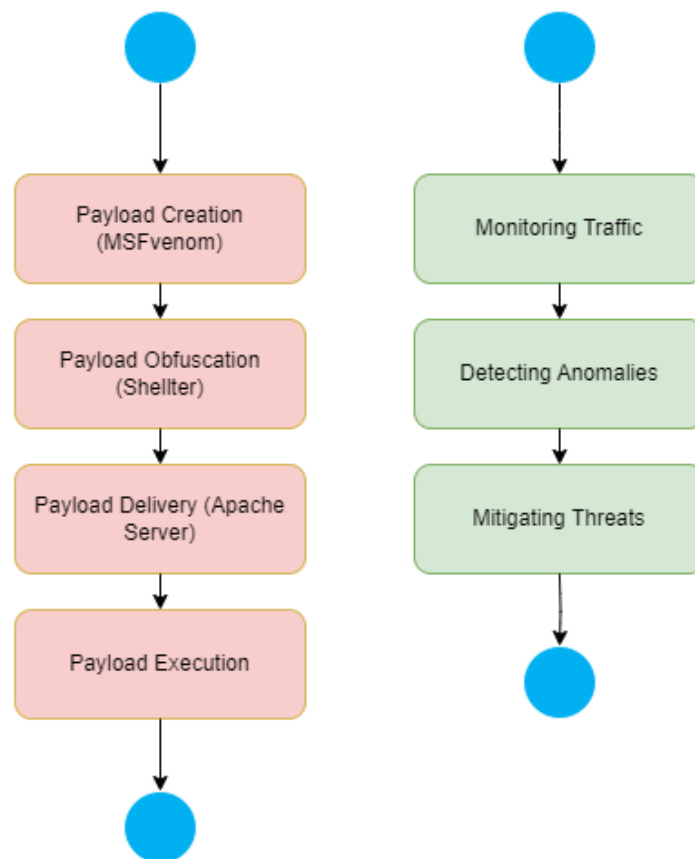 Payload Creation
(MSFvenom)
Payload Obfuscation
(Shellter)
Payload Delivery (Apache
Server)
Payload Execution
Monitoring Traffic
Detecting Anomalies
Mitigating Threats